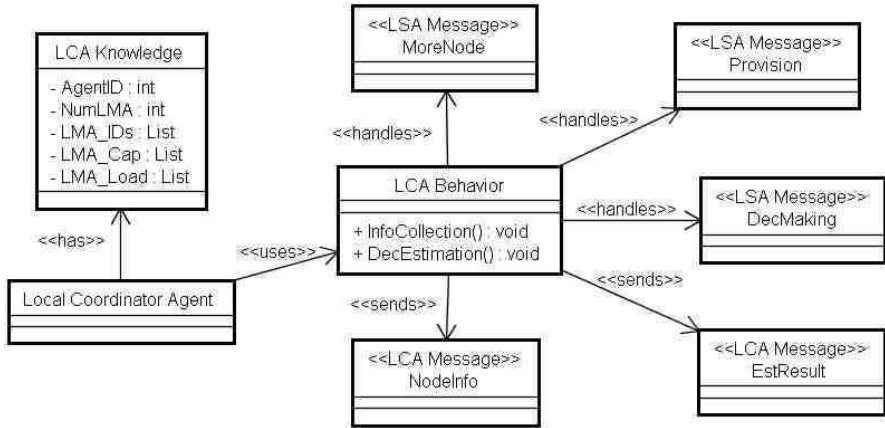 <<LSA Message>>
MoreNode
<<LSA Message>>
Provision
LCA Knowledge
- AgentID : int
- NumLMA : int
- LMA_IDs : List
- LMA_Cap : List
- LMA_Load : List
<<handles>>
<<handles>>
LCA Behavior
+ InfoCollection() : void
+ DecEstimation() : void
<<handles>>
<<LSA Message>>
DecMaking
<<has>>
<<uses>>
Local Coordinator Agent
<<sends>>
<<sends>>
<<LCA Message>>
NodeInfo
<<LCA Message>>
EstResult